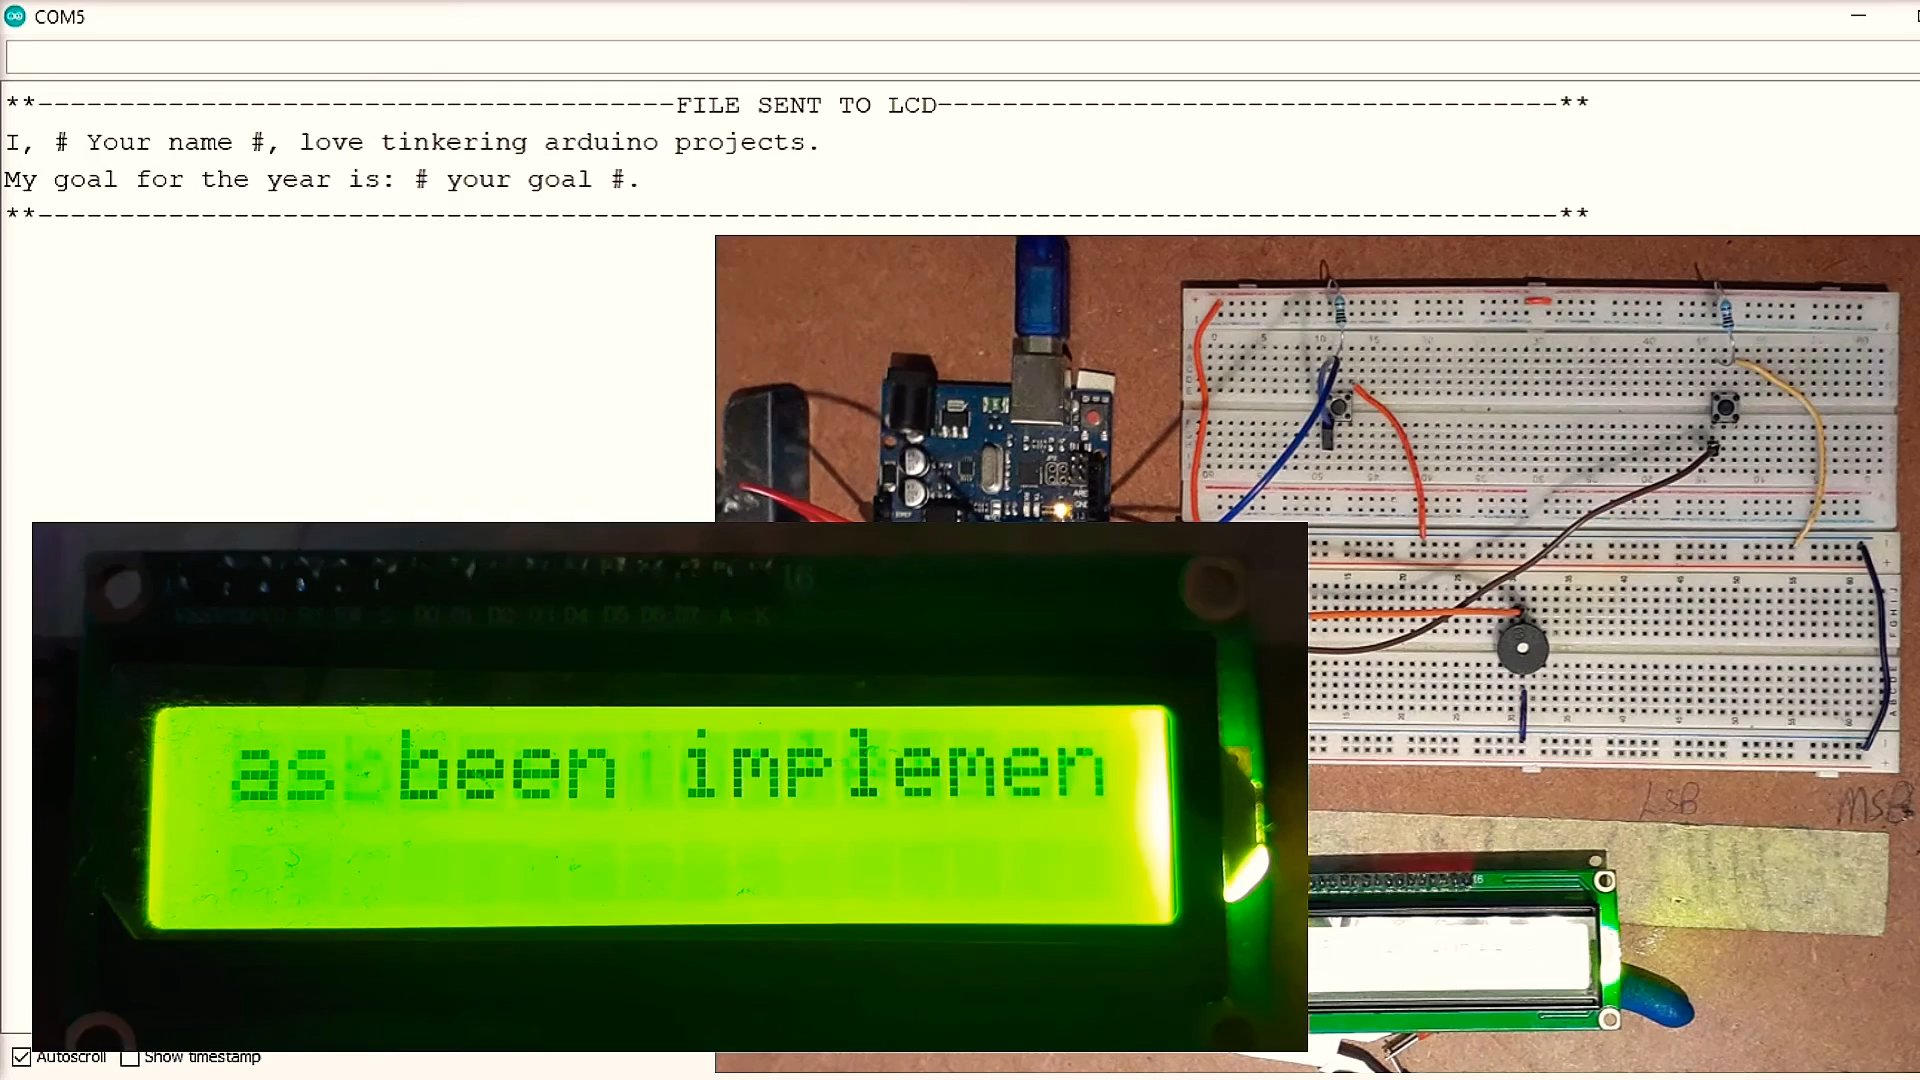 COM5
**---------------------------------------FILE SENT TO LCD--------------------------------------**
I, # Your name #, love tinkering arduino projects.
My goal for the year is: # your goal #.
**---------------------------------------------------------------------------------------------**
as been implemen
LSB
MSB
16
Autoscroll
Show timestamp